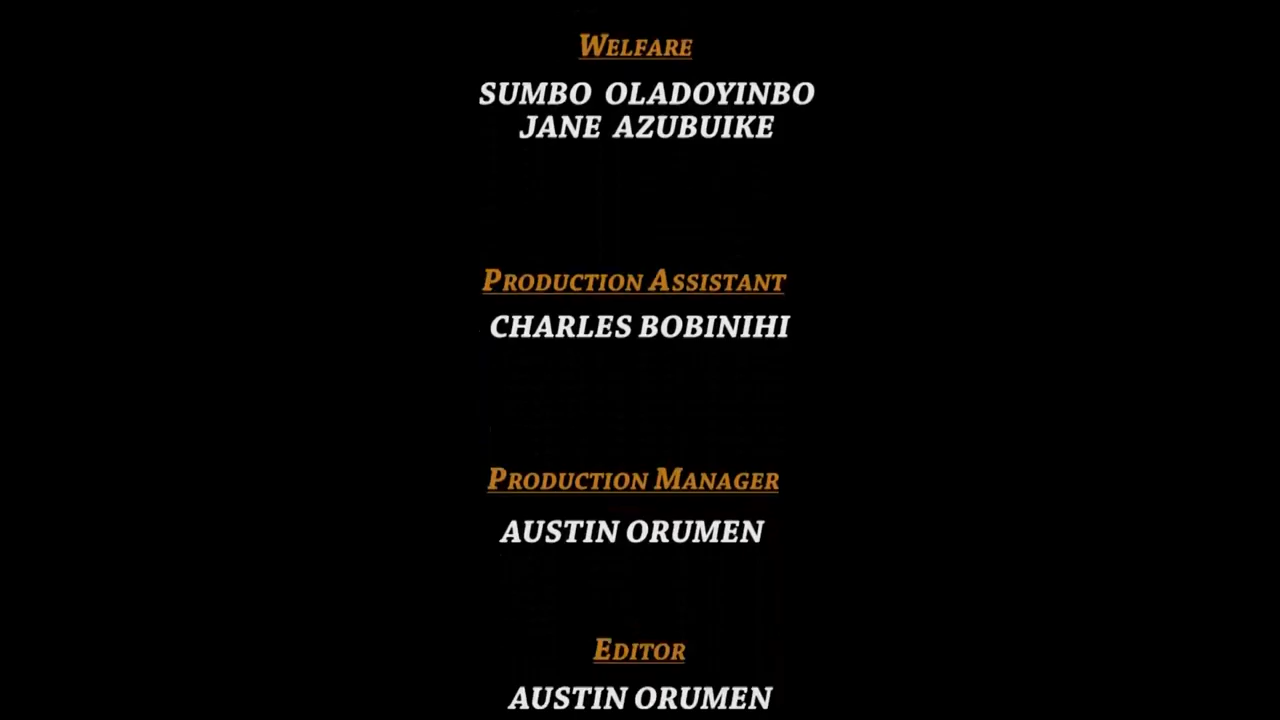 WELFARE
SUMBO OLADOYINBO
JANE AZUBUIKE
PRODUCTION ASSISTANT
CHARLES BOBINIHI
PRODUCTION MANAGER
AUSTIN ORUMEN
EDITOR
AUSTIN ORUMEN